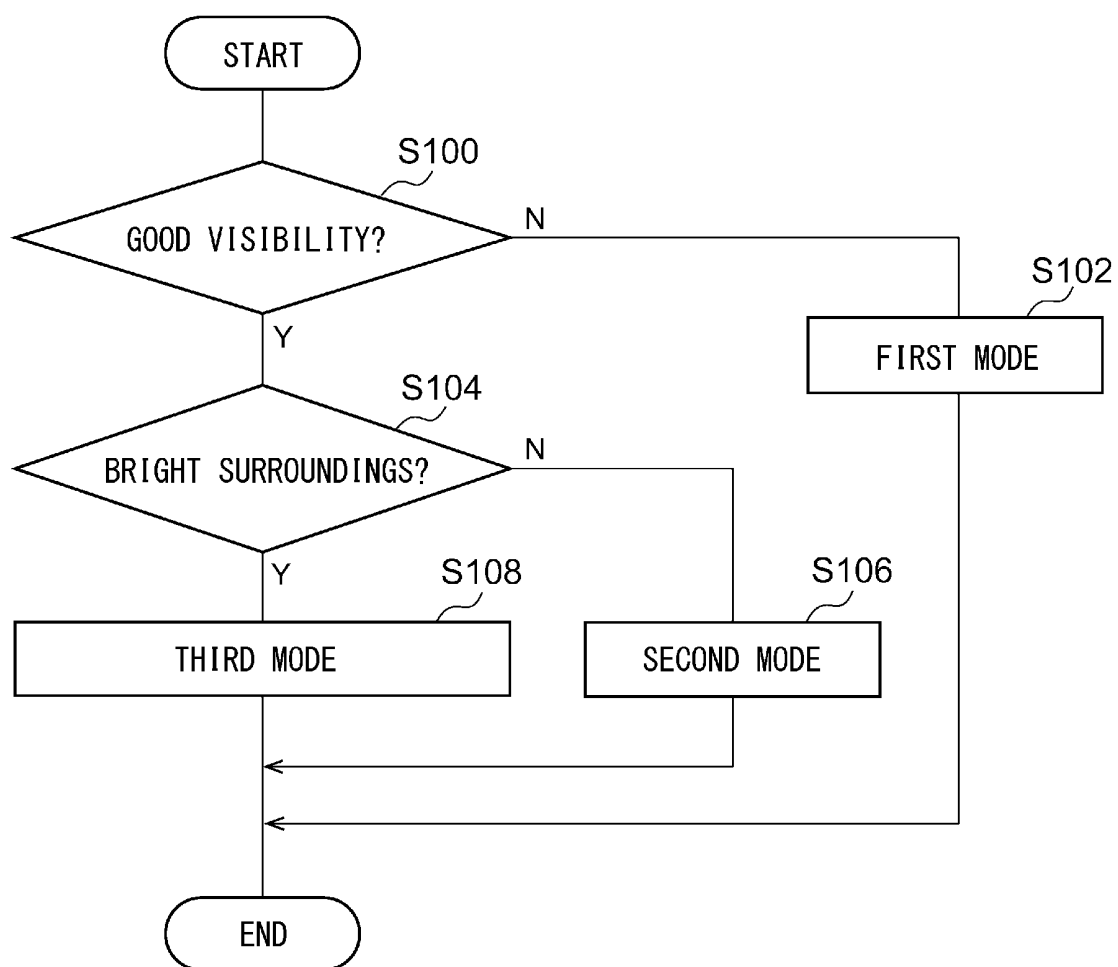 START
S100
GOOD VISIBILITY?
N
S102
FIRST MODE
Y
S104
BRIGHT SURROUNDINGS?
N
Y
S108
THIRD MODE
S106
SECOND MODE
END